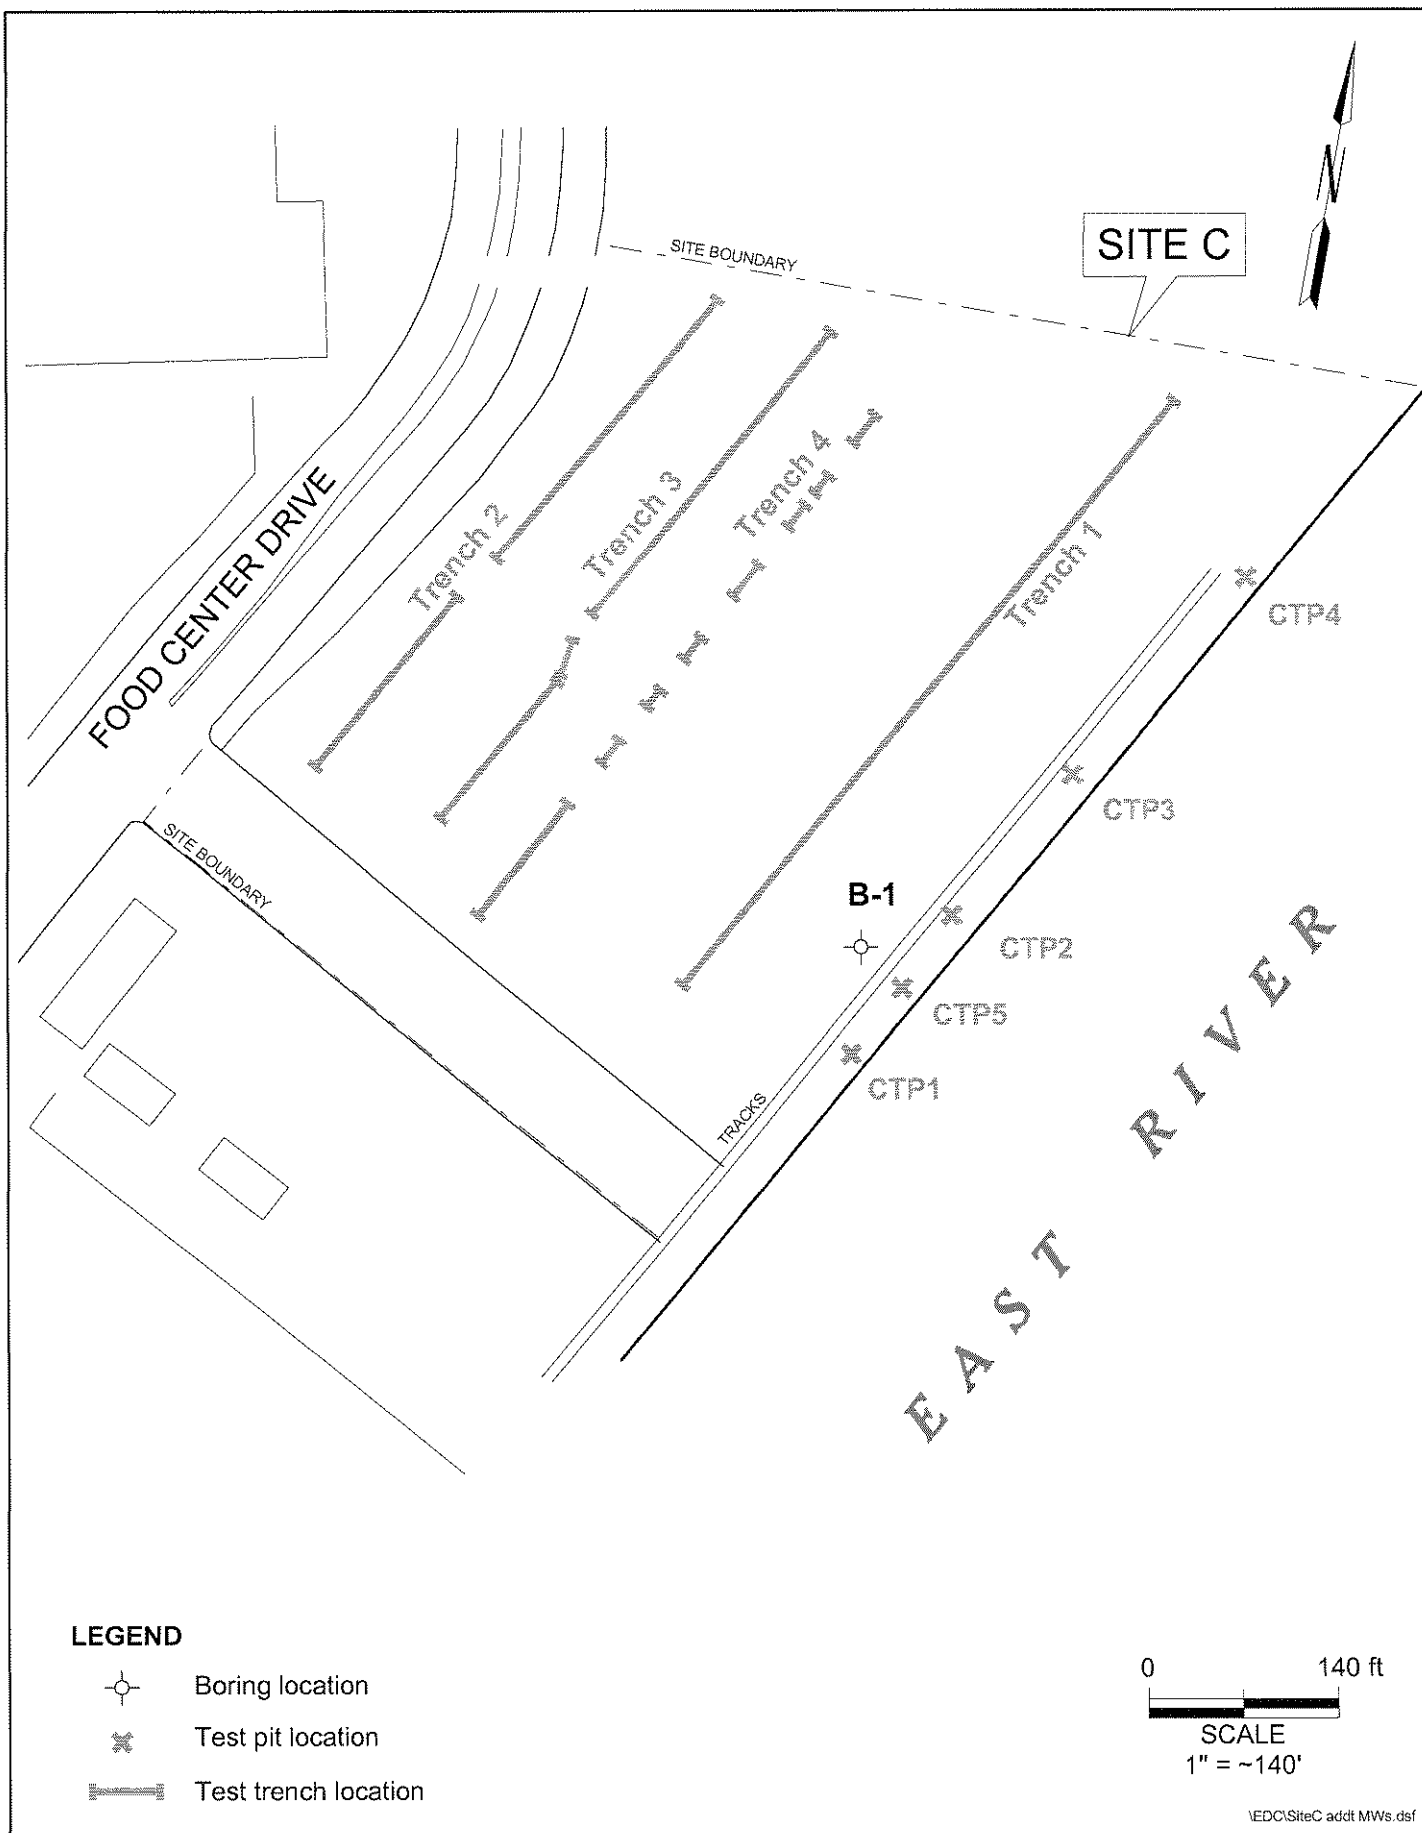 N
SITE BOUNDARY
SITE C
Trench 2
Trench 3
Trench 4
Trench 1
FOOD CENTER DRIVE
CTP4
CTP3
SITE BOUNDARY
B-1
CTP2
CTP5
CTP1
TRACKS
EAST RIVER
LEGEND
Boring location
Test pit location
Test trench location
0 140 ft
SCALE
1" = ~140'
\EDC\SiteC addt MWs.dsf